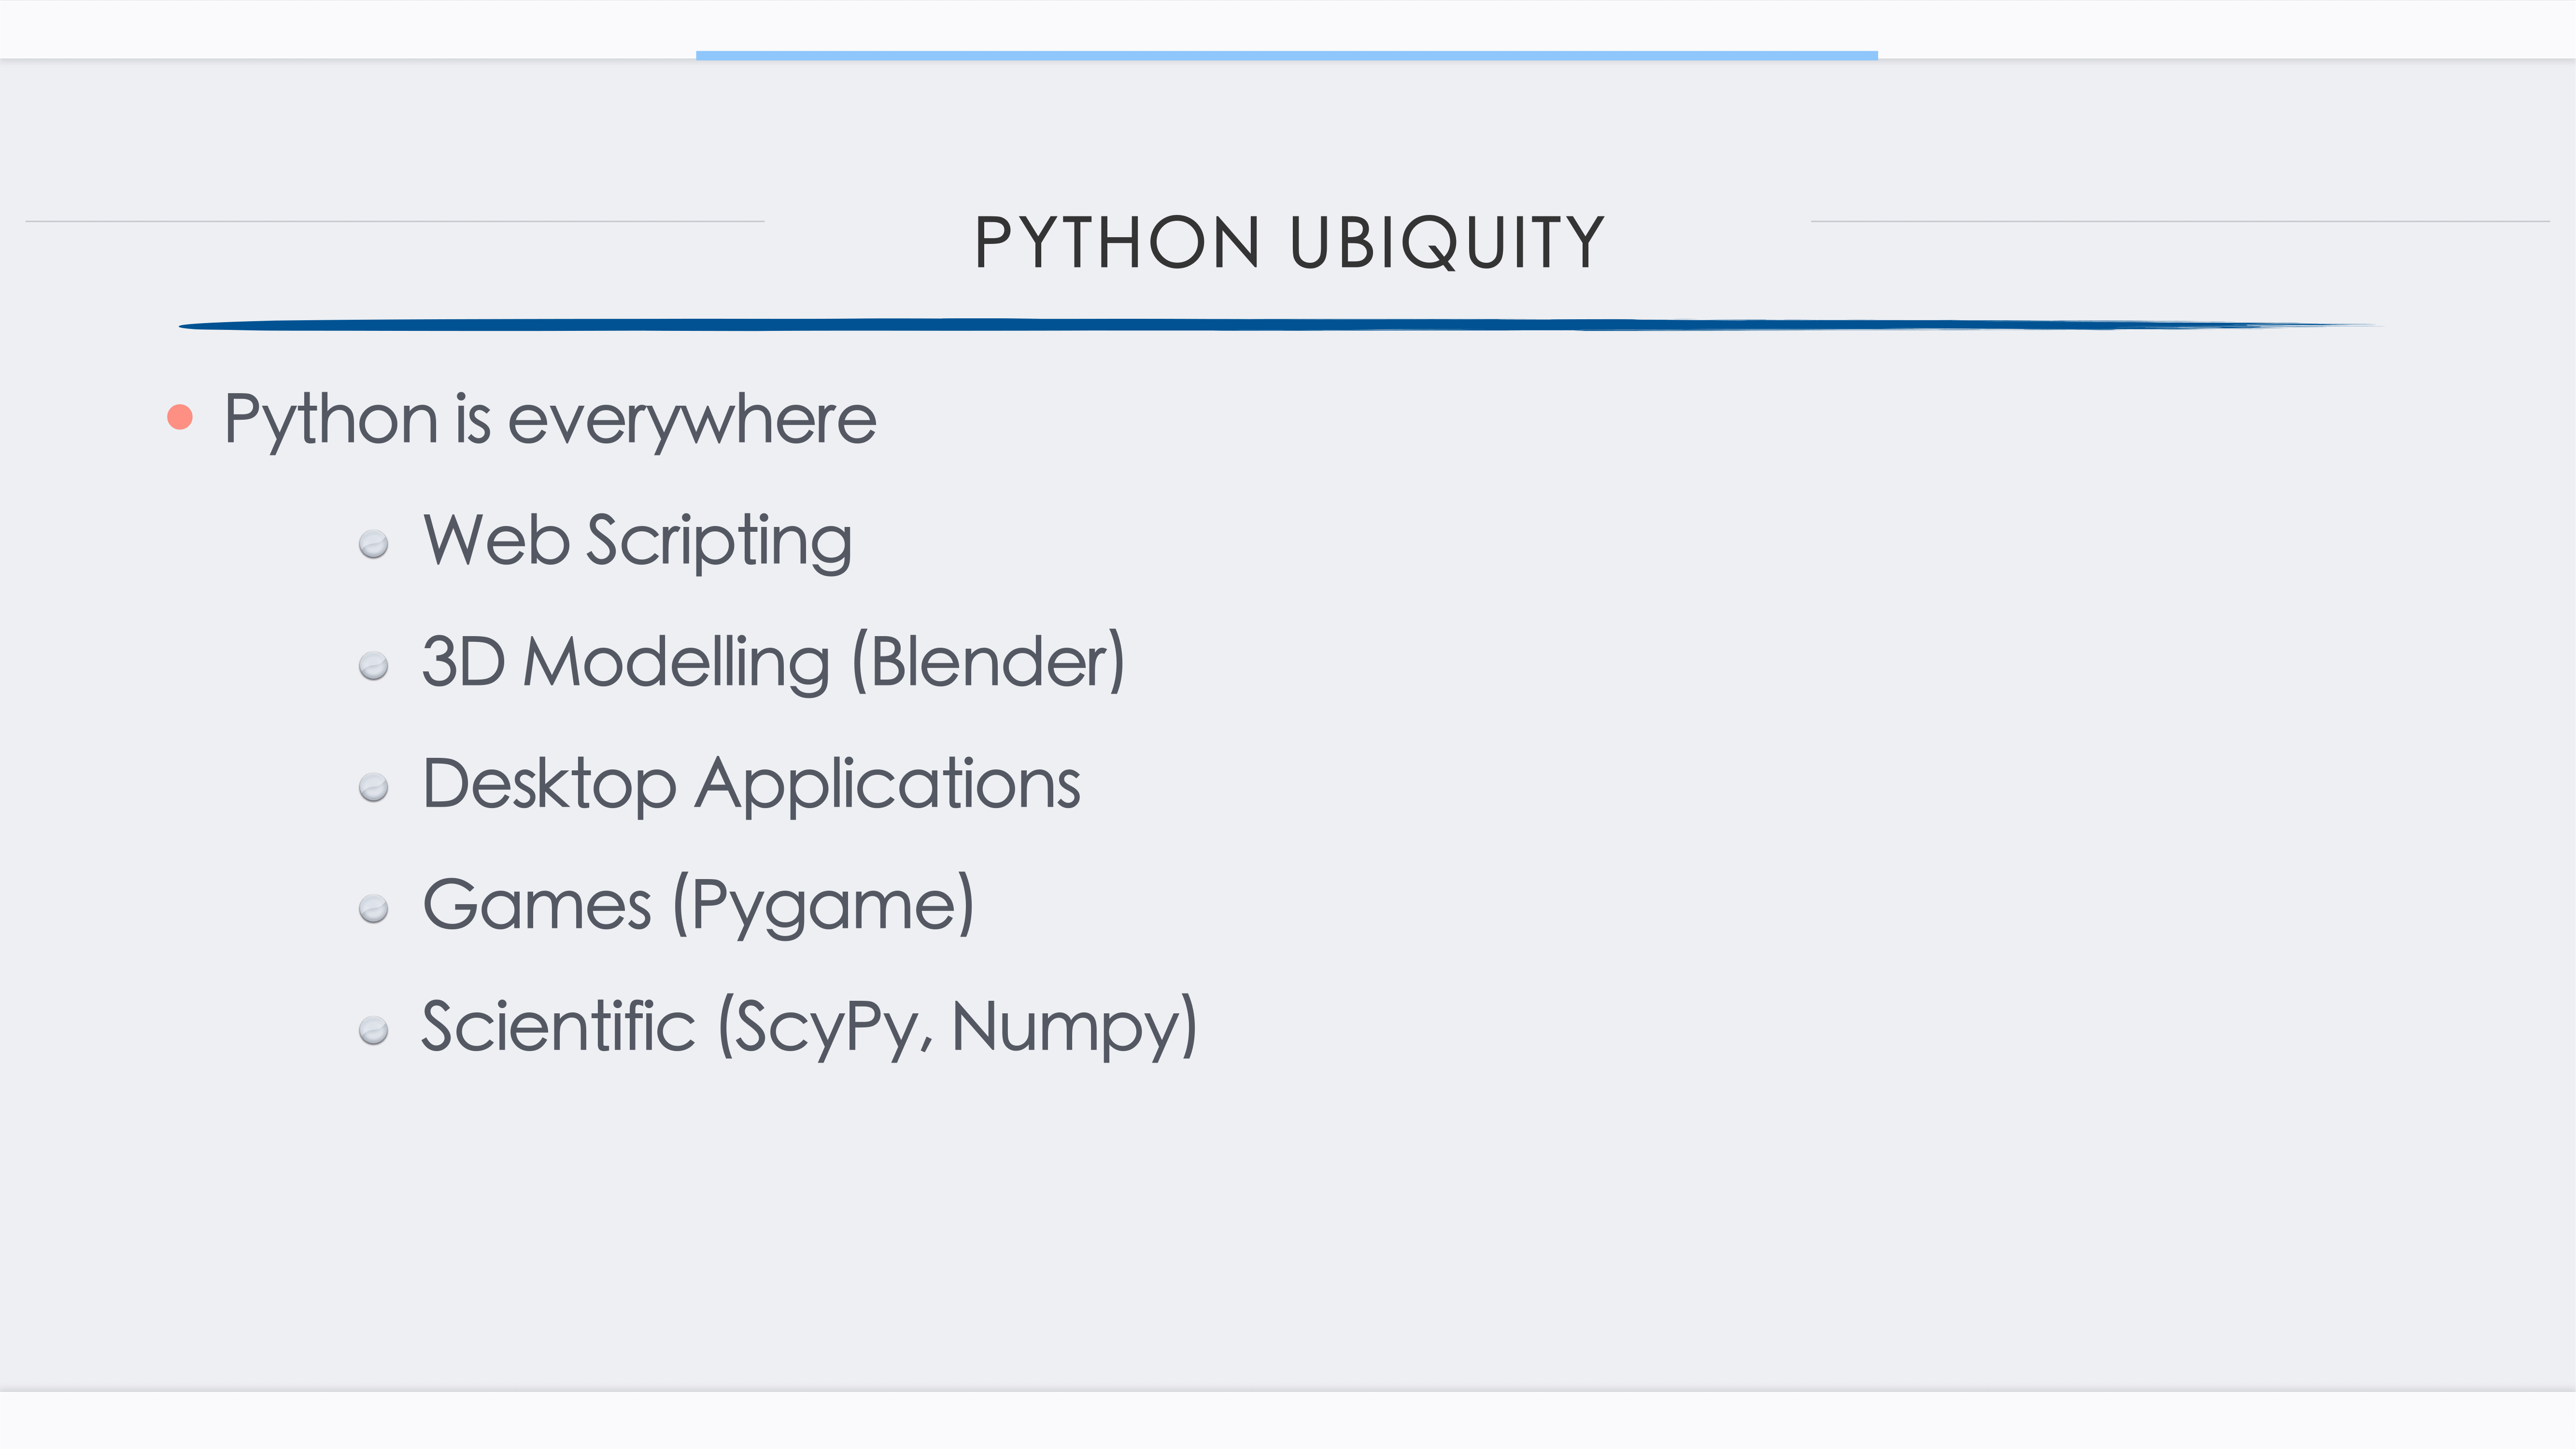 PYTHON UBIQUITY
Python is everywhere
Web Scripting
3D Modelling (Blender)
Desktop Applications
Games (Pygame)
Scientific (ScyPy, Numpy)